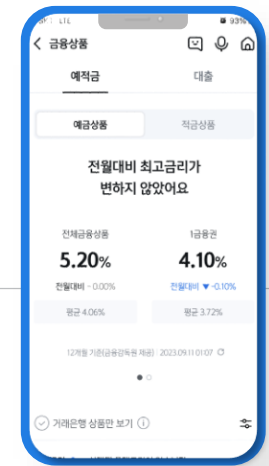 LTE 93%
금융상품
예적금 대출
예금상품 적금상품
전월대비 최고금리가
변하지 않았어요
전체금융상품 1금융권
5.20% 4.10%
전월대비 - 0.00% 전월대비 ▼ -0.10%
평균 4.06% 평균 3.72%
12개월 기준(금융감독원 제공) 2023.09.11 01:07
거래은행 상품만 보기